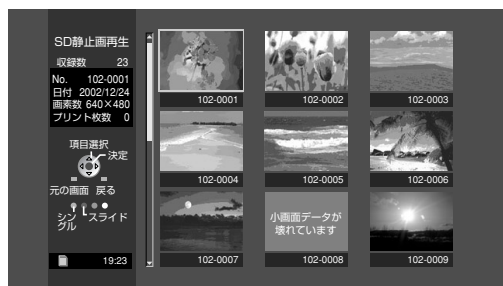 SD静止画再生
収録数 23
No. 102-0001
日付 2002/12/24
画素数 640×480
プリント枚数 0
項目選択
決定
元の画面 戻る
シングル
スライド
19:23
102-0001
102-0002
102-0003
102-0004
102-0005
102-0006
小画面データが
壊れています
102-0007
102-0008
102-0009